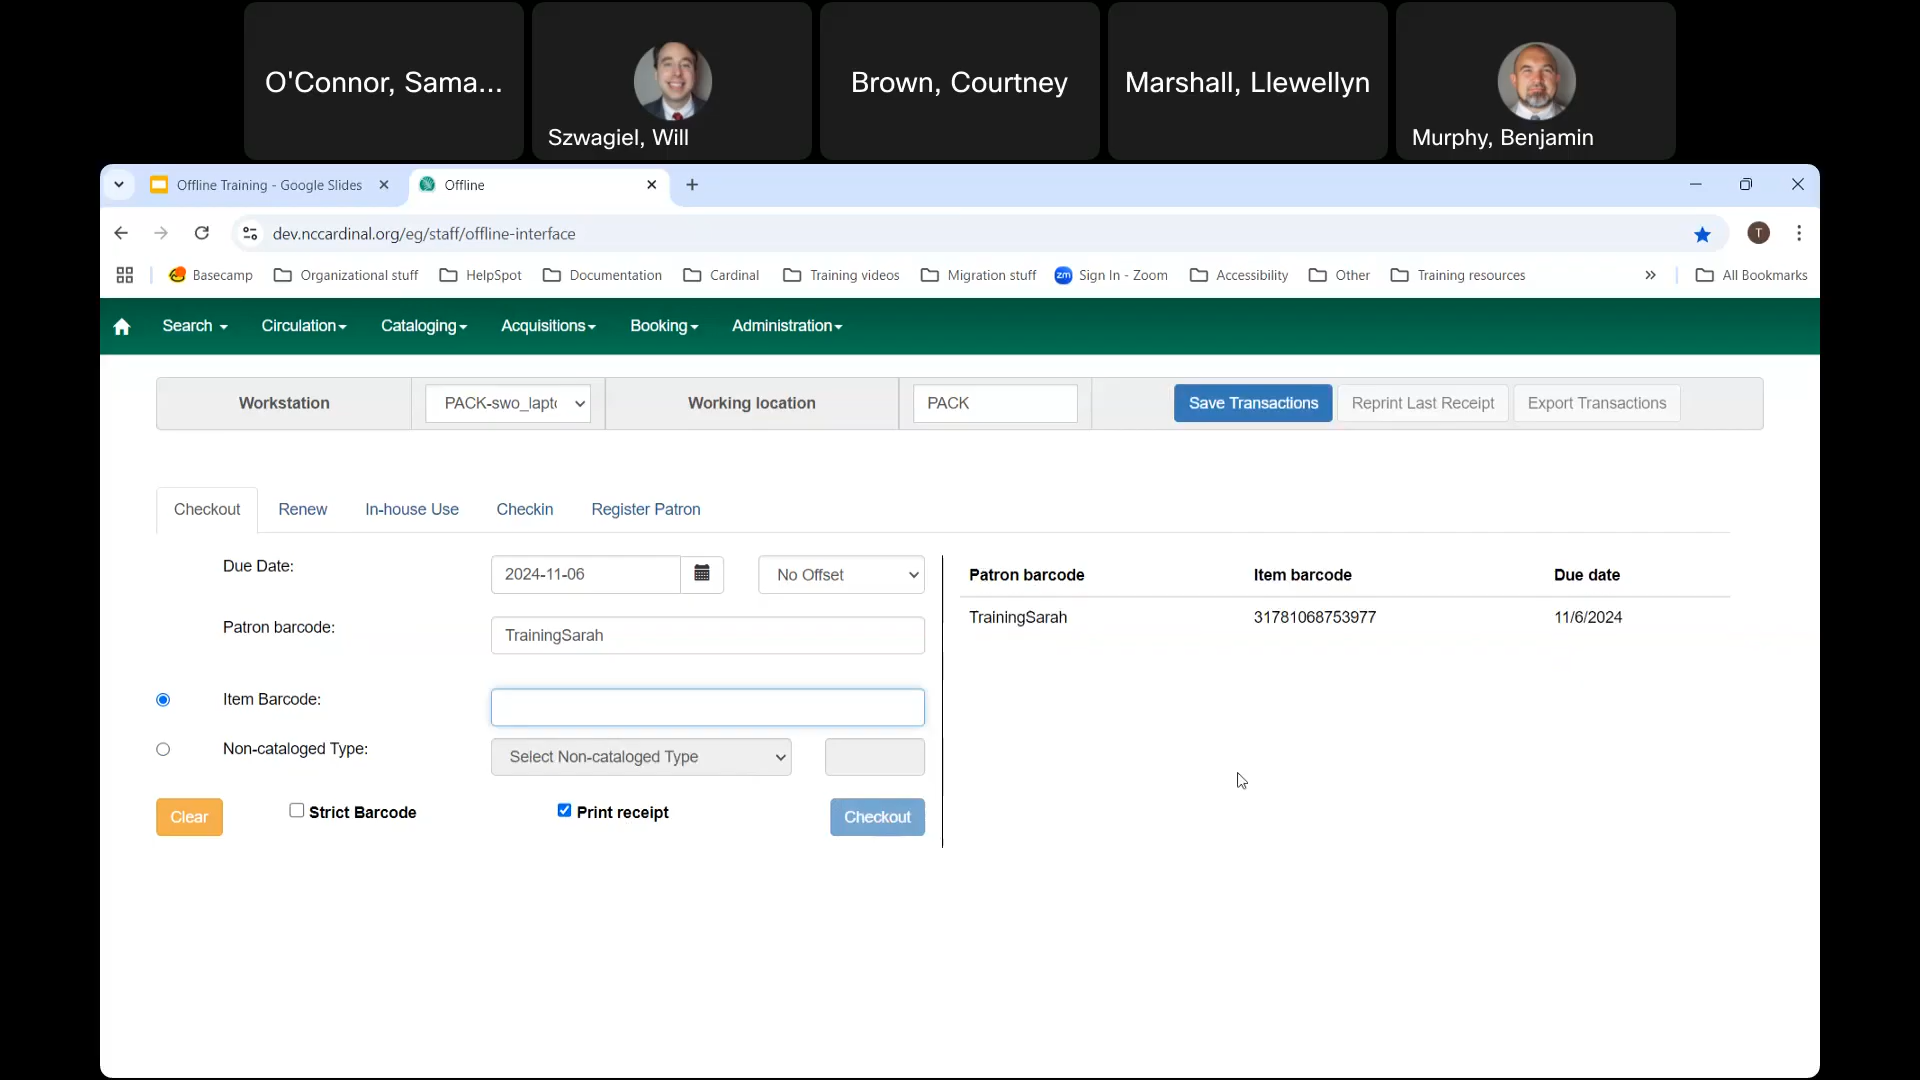 O'Connor, Sama...
Szwagiel, Will
Brown, Courtney
Marshall, Llewellyn
Murphy, Benjamin
Offline Training - Google Slides
Offline
dev.nccardinal.org/eg/staff/offline-interface
T
Basecamp
Organizational stuff
HelpSpot
Documentation
Cardinal
Training videos
Migration stuff
zm Sign In - Zoom
Accessibility
Other
Training resources
All Bookmarks
Search
Circulation
Cataloging
Acquisitions
Booking
Administration
Workstation
Working location
PACK
Save Transactions
Reprint Last Receipt
Export Transactions
Checkout
Renew
In-house Use
Checkin
Register Patron
Due Date:
2024-11-06
No Offset
Patron barcode:
TrainingSarah
Item Barcode:
Non-cataloged Type:
Select Non-cataloged Type
Clear
Strict Barcode
Print receipt
Checkout
Patron barcode Item barcode Due date
TrainingSarah 31781068753977 11/6/2024